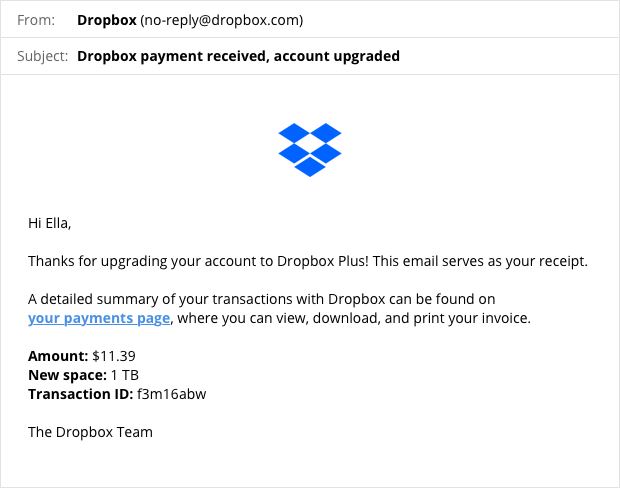 From: Dropbox (no-reply@dropbox.com)
Subject: Dropbox payment received, account upgraded
Hi Ella,
Thanks for upgrading your account to Dropbox Plus! This email serves as your receipt.
A detailed summary of your transactions with Dropbox can be found on
your payments page, where you can view, download, and print your invoice.
Amount: $11.39
New space: 1 TB
Transaction ID: f3m16abw
The Dropbox Team